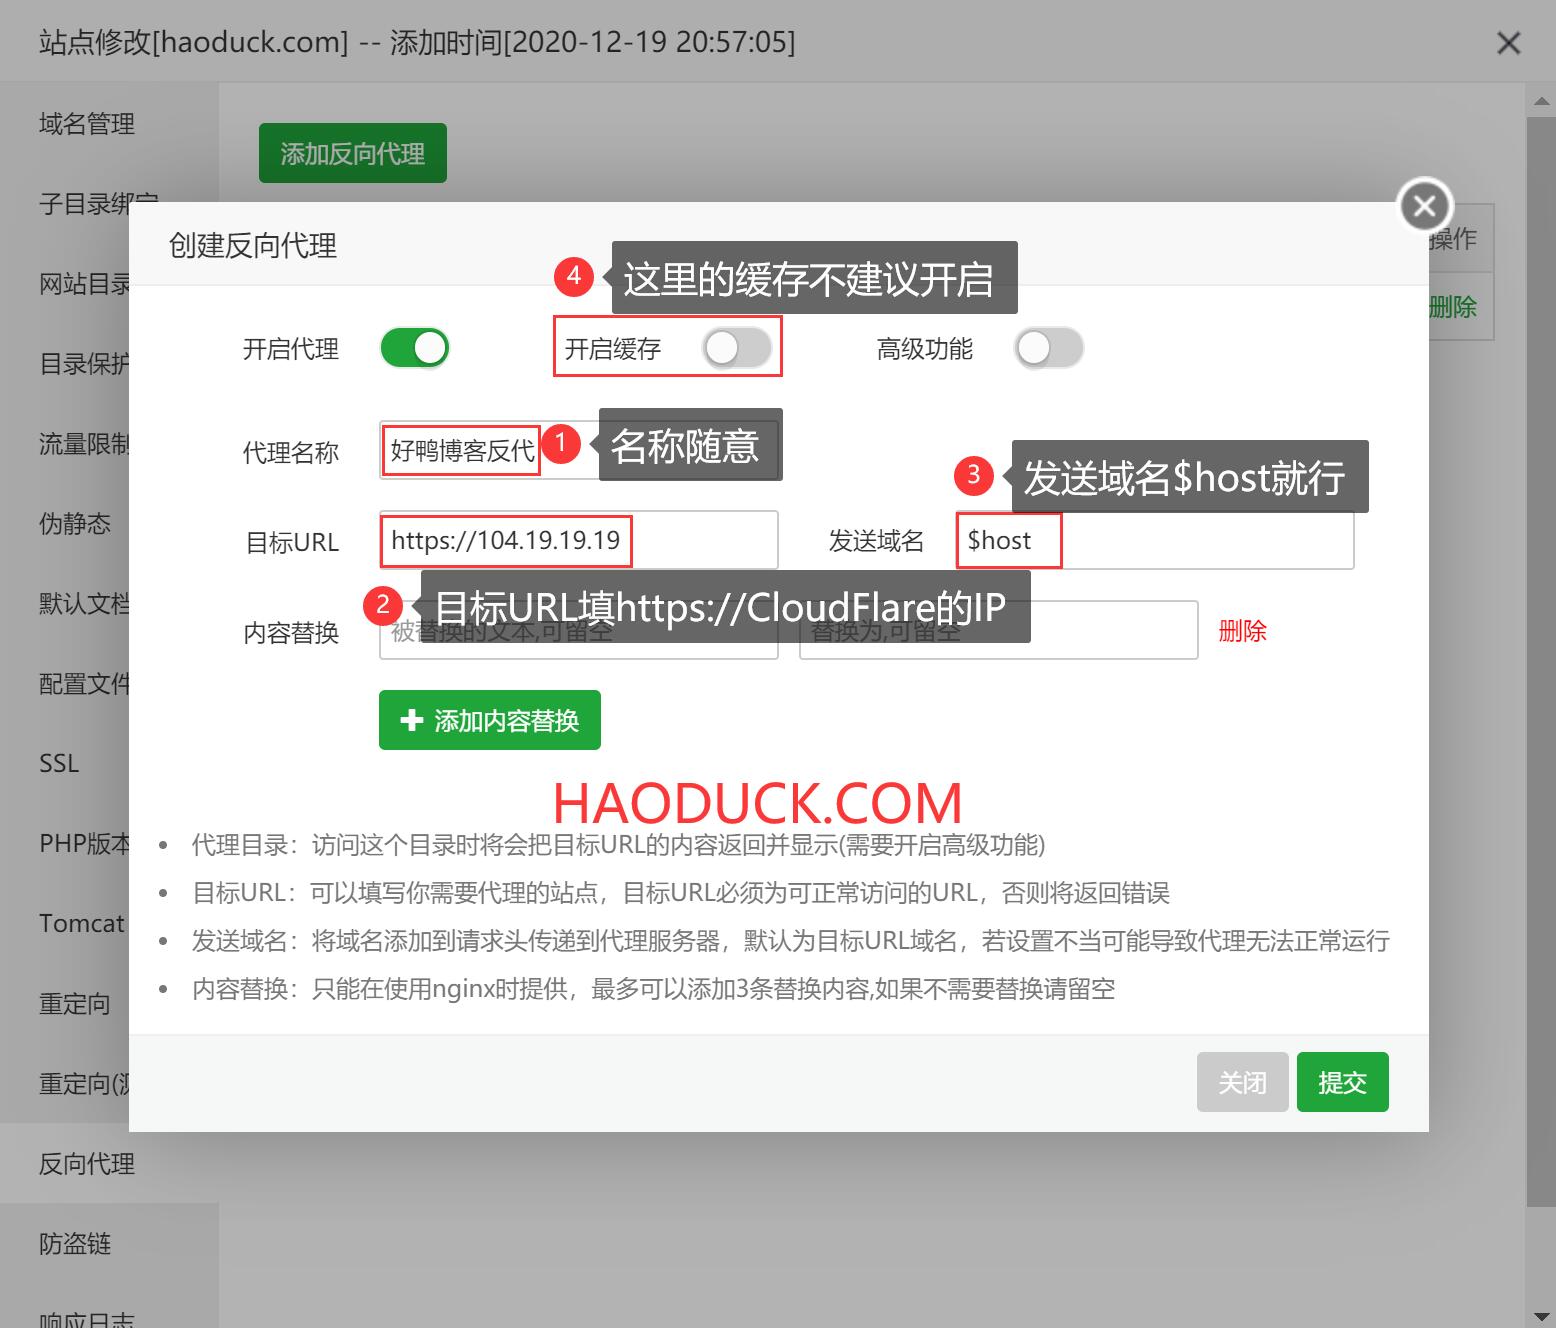 站点修改[haoduck.com] -- 添加时间[2020-12-19 20:57:05]
域名管理
子目录绑定
网站目录
目录保护
流量限制
伪静态
默认文档
配置文件
SSL
PHP版本
Tomcat
重定向
重定向(测
反向代理
防盗链
响应日志
添加反向代理
操作
删除
创建反向代理
4 这里的缓存不建议开启
开启代理 开启缓存 高级功能
代理名称 好鸭博客反代 1 名称随意
3 发送域名$host就行
目标URL https://104.19.19.19 发送域名 $host
2 目标URL填https://CloudFlare的IP
内容替换 被替换的文本,可留空 替换为,可留空 删除
添加内容替换
HAODUCK.COM
代理目录：访问这个目录时将会把目标URL的内容返回并显示(需要开启高级功能)
目标URL：可以填写你需要代理的站点，目标URL必须为可正常访问的URL，否则将返回错误
发送域名：将域名添加到请求头传递到代理服务器，默认为目标URL域名，若设置不当可能导致代理无法正常运行
内容替换：只能在使用nginx时提供，最多可以添加3条替换内容,如果不需要替换请留空
关闭 提交